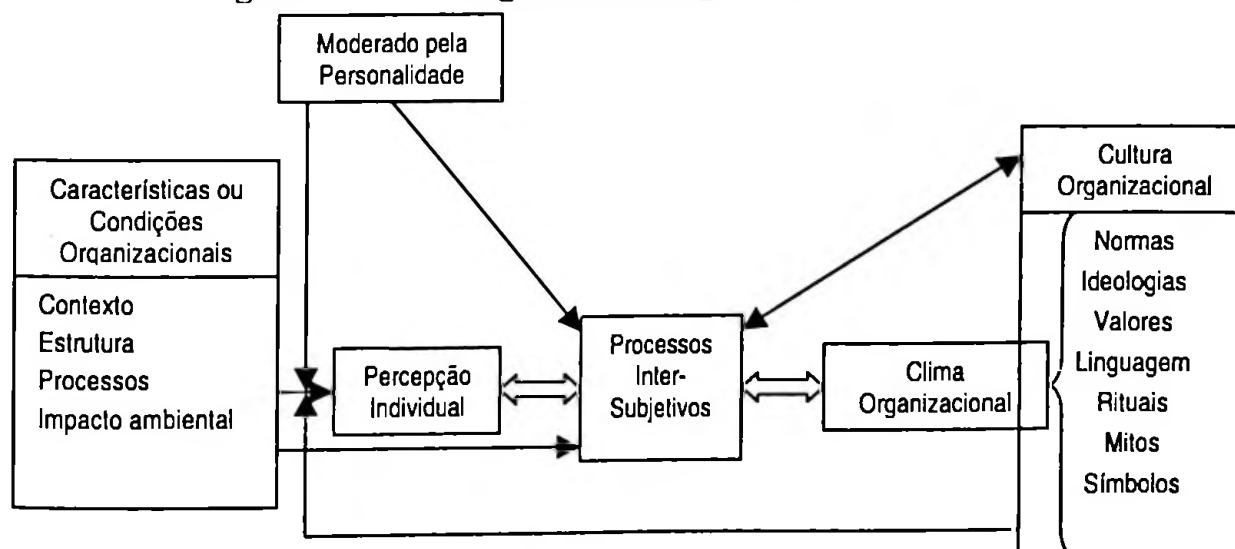 Moderado pela
Personalidade
Características ou
Condições
Organizacionais
Contexto
Estrutura
Processos
Impacto ambiental
Percepção
Individual
Processos
Inter-
Subjetivos
Clima
Organizacional
Cultura
Organizacional
Normas
Ideologias
Valores
Linguagem
Rituais
Mitos
Símbolos